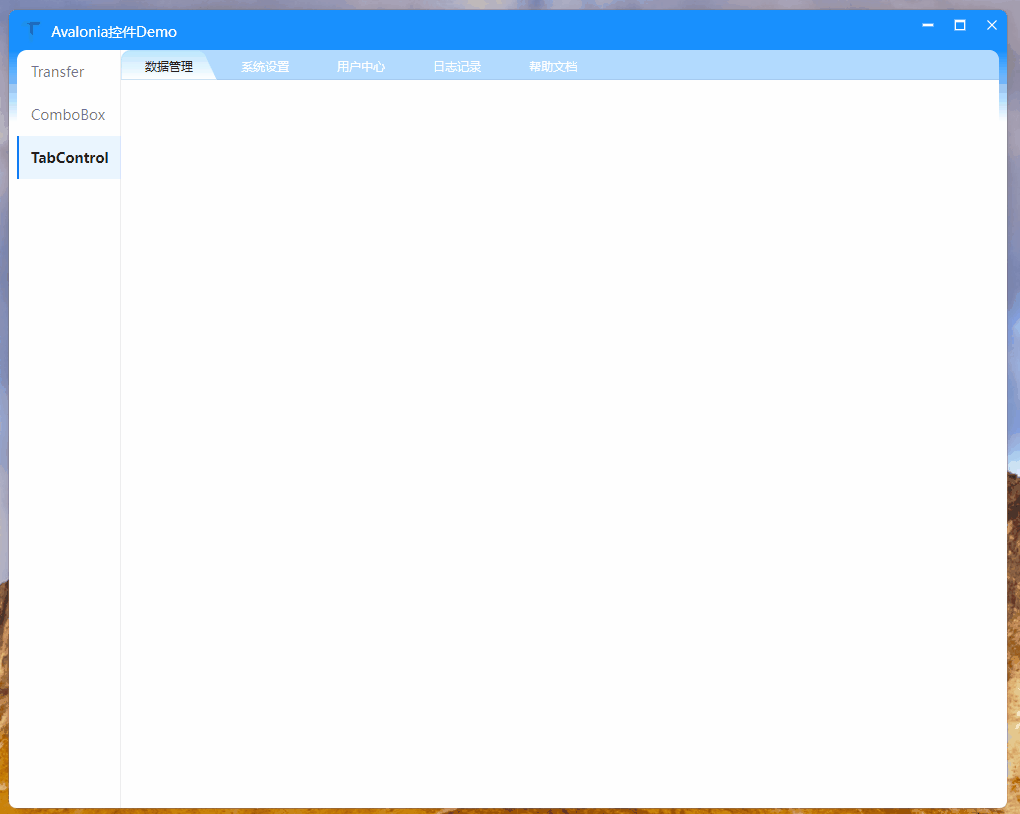 Avalonia控件Demo
Transfer
ComboBox
TabControl
数据管理 系统设置 用户中心 日志记录 帮助文档